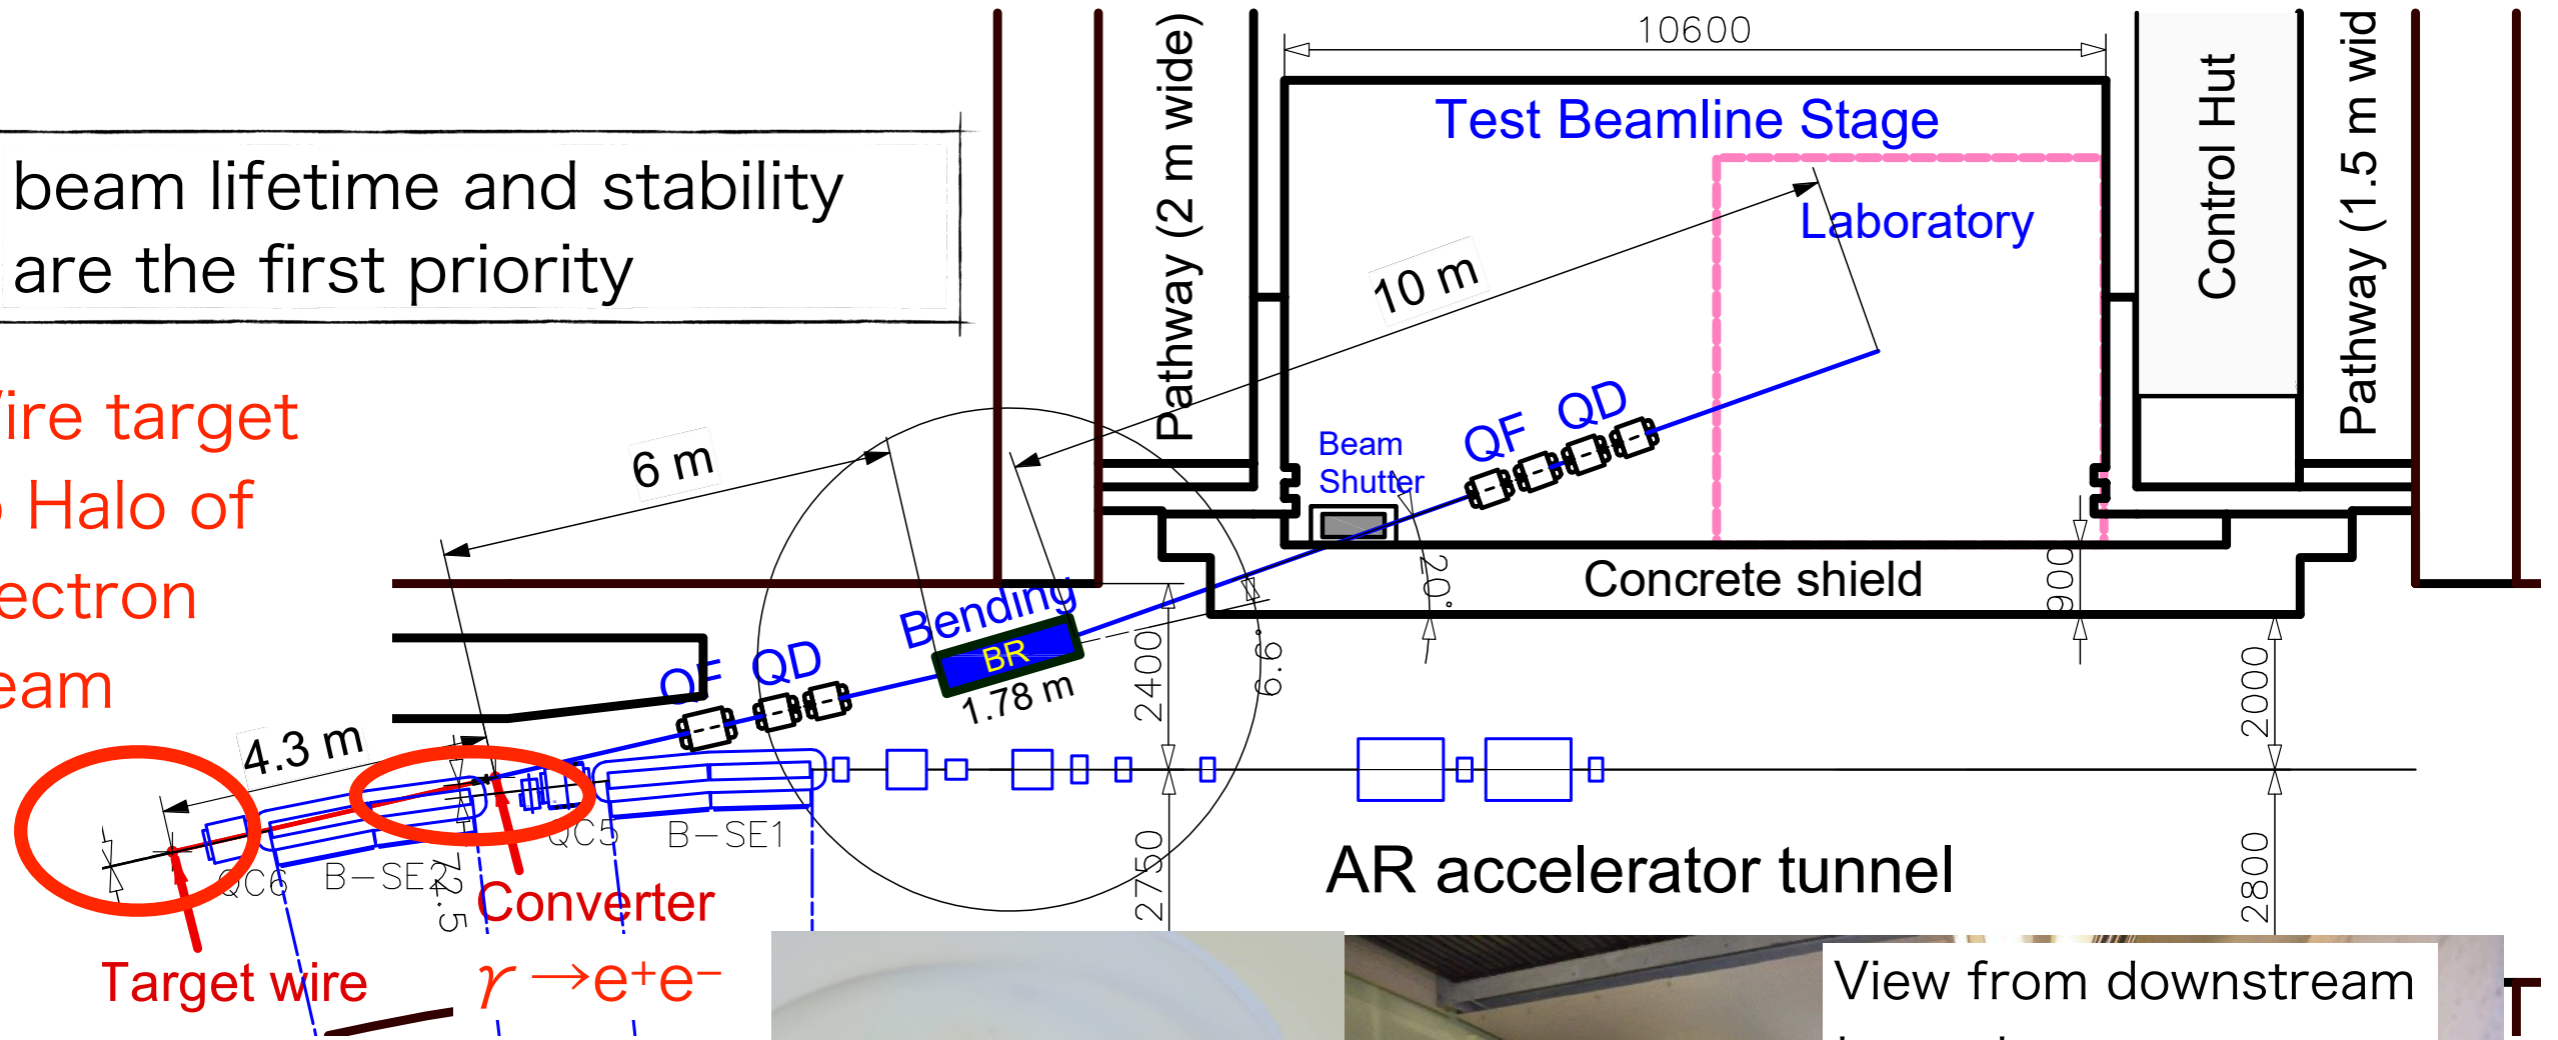 beam lifetime and stability
are the first priority
ire target
Halo of
ectron
eam
10600
Pathway (2 m wide)
Test Beamline Stage
Laboratory
Control Hut
Pathway (1.5 m wid
10 m
6 m
QF QD
Beam
Shutter
20°
Concrete shield
900
Bending
BR
1.78 m
QF QD
2400
6.9
2000
4.3 m
QC5
B-SE1
QC6
B-SE2
72.5
2750
2800
AR accelerator tunnel
Converter
Target wire
γ→e+e−
View from downstream